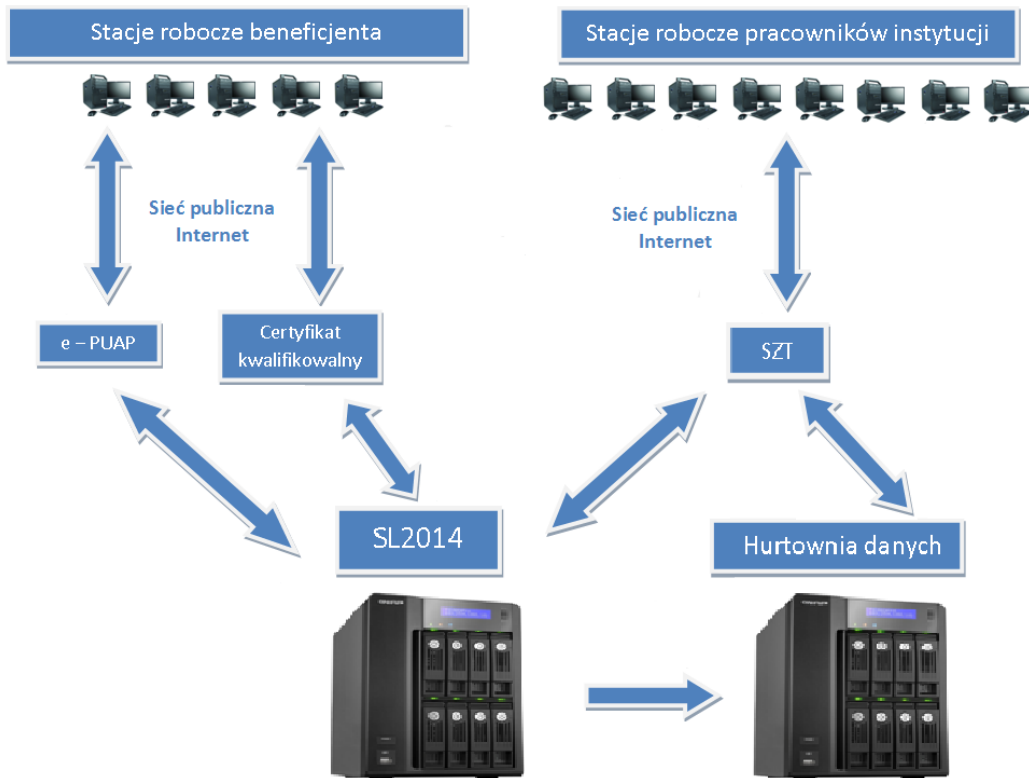 Stacje robocze beneficjenta
Stacje robocze pracowników instytucji
Sieć publiczna
Internet
Sieć publiczna
Internet
e – PUAP
Certyfikat
kwalifikowalny
SZT
SL2014
Hurtownia danych